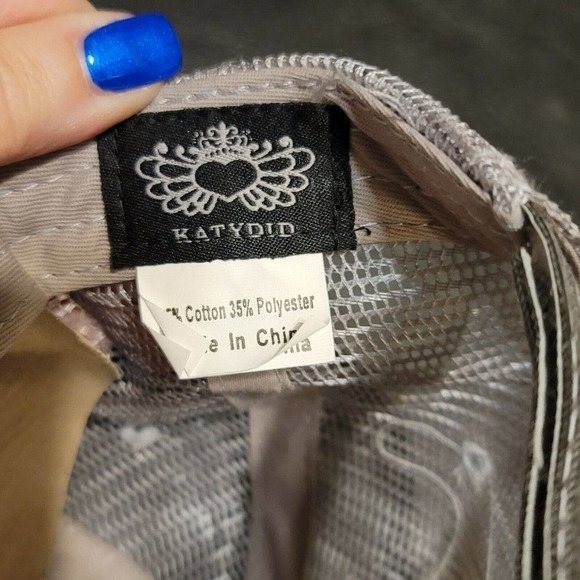 KATYDID
% Cotton 35% Polyester
e In China